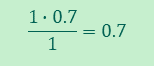 1 · 0.7
1
= 0.7